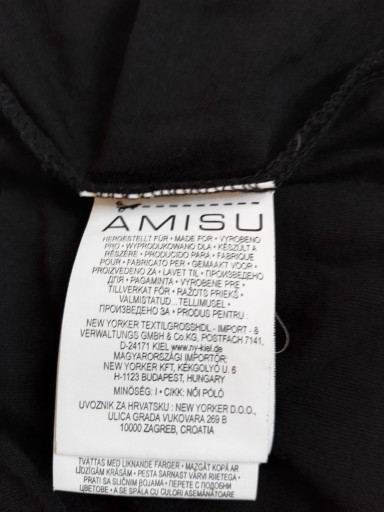 AMISU
HERGESTELLT FÜR • MADE FOR • VYROBENO
PRO • WYPRODUKOWANO DLA • KÉSZÜLT A
RÉSZÉRE • PRODUCIDO PARA • FABRIQUE
POUR • FABRICATO PER • GEMAAKT VOOR •
PROIZVEDENO ZA • LAVET TIL • ПРОИЗВЕДЕНО
ДЛЯ • PAGAMINTA • VYRÓBENE PRE •
TILLVERKAT FÖR • RAŽOTS PRIEKŠ •
VALMISTATUD...TELLIMUSEL •
ПРОИЗВЕДЕНО ЗА • PRODUS PENTRU :
NEW YORKER TEXTILGROSSHDL - IMPORT - &
VERWALTUNGS GMBH & Co.KG, POSTFACH 7141,
D-24171 KIEL www.ny-kiel.de
MAGYARORSZÁGI IMPORTŐR:
NEW YORKER KFT, KÉKGOLYÓ U. 6
H-1123 BUDAPEST, HUNGARY
MINÖSÉG: I • CIKK: NÖI PÓLÓ
UVOZNIK ZA HRVATSKU : NEW YORKER D.O.O.,
ULICA GRADA VUKOVARA 269 B
10000 ZAGREB, CROATIA
TVÄTTAS MED LIKNANDE FÄRGER • MAZGĀT KOPĀ AR
LĪDZĪGĀM KRĀSĀM • PESTA SARNAST VÄRVI RIIETEGA •
PRATI SA SLIČNIM BOJAMA • ПЕРЕТЕ С ПОДОБНИ
ЦВЕТОВЕ • A SE SPĂLA CU CULORI ASEMĂNĂTOARE